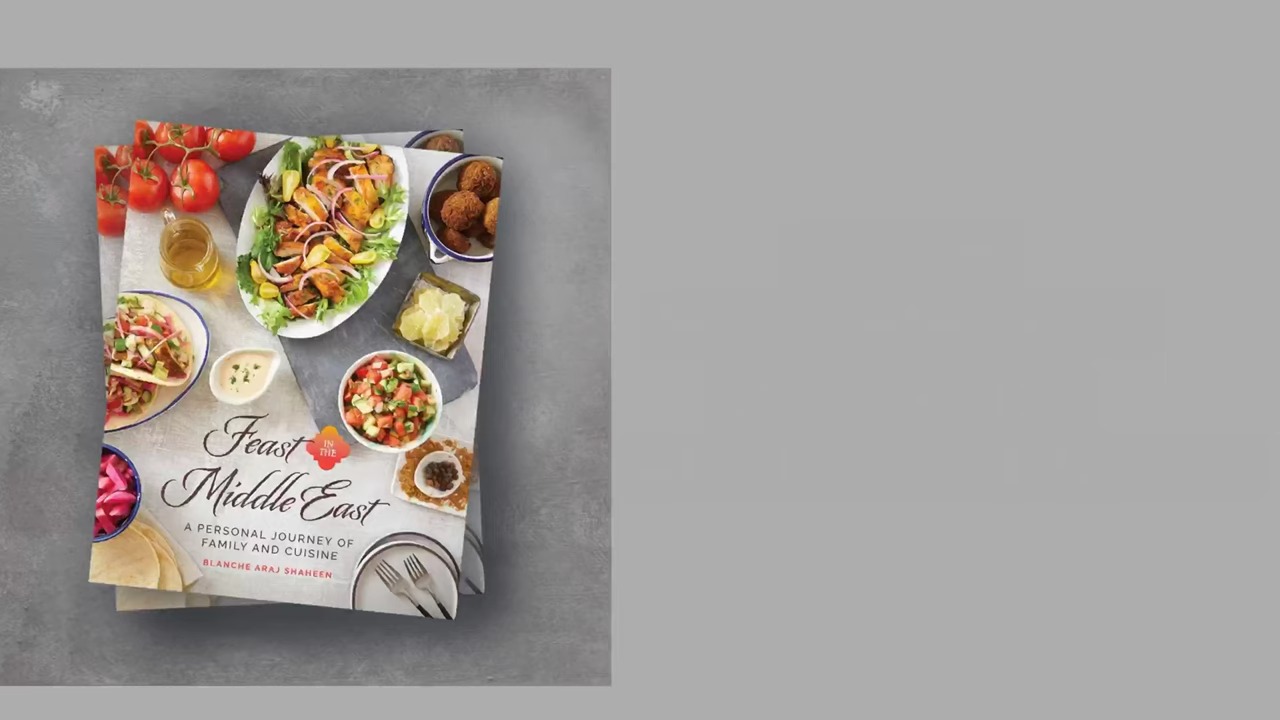 Feast IN
THE
Middle East
A PERSONAL JOURNEY OF
FAMILY AND CUISINE
BLANCHE ARAJ SHAHEEN